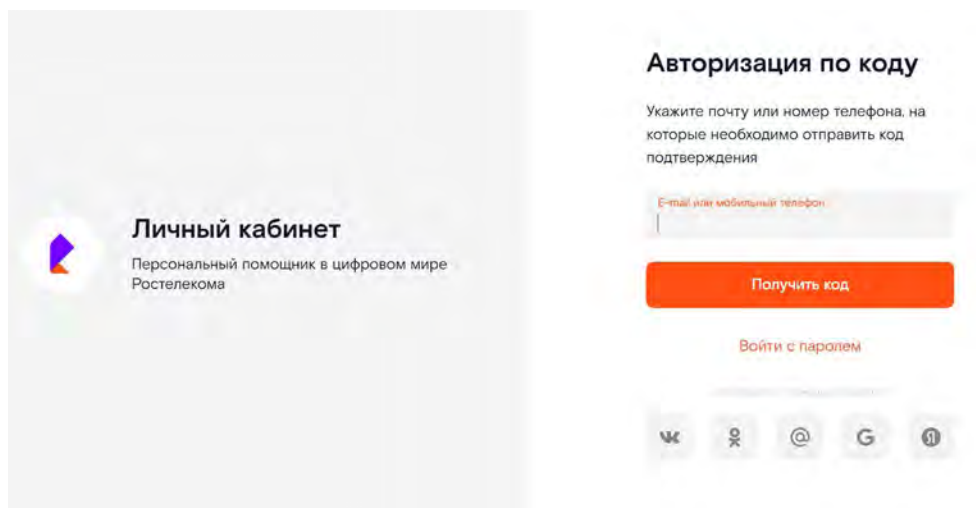 Личный кабинет
Персональный помощник в цифровом мире
Ростелекома
Авторизация по коду
Укажите почту или номер телефона, на
которые необходимо отправить код
подтверждения
E-mail или мобильный телефон
Получить код
Войти с паролем